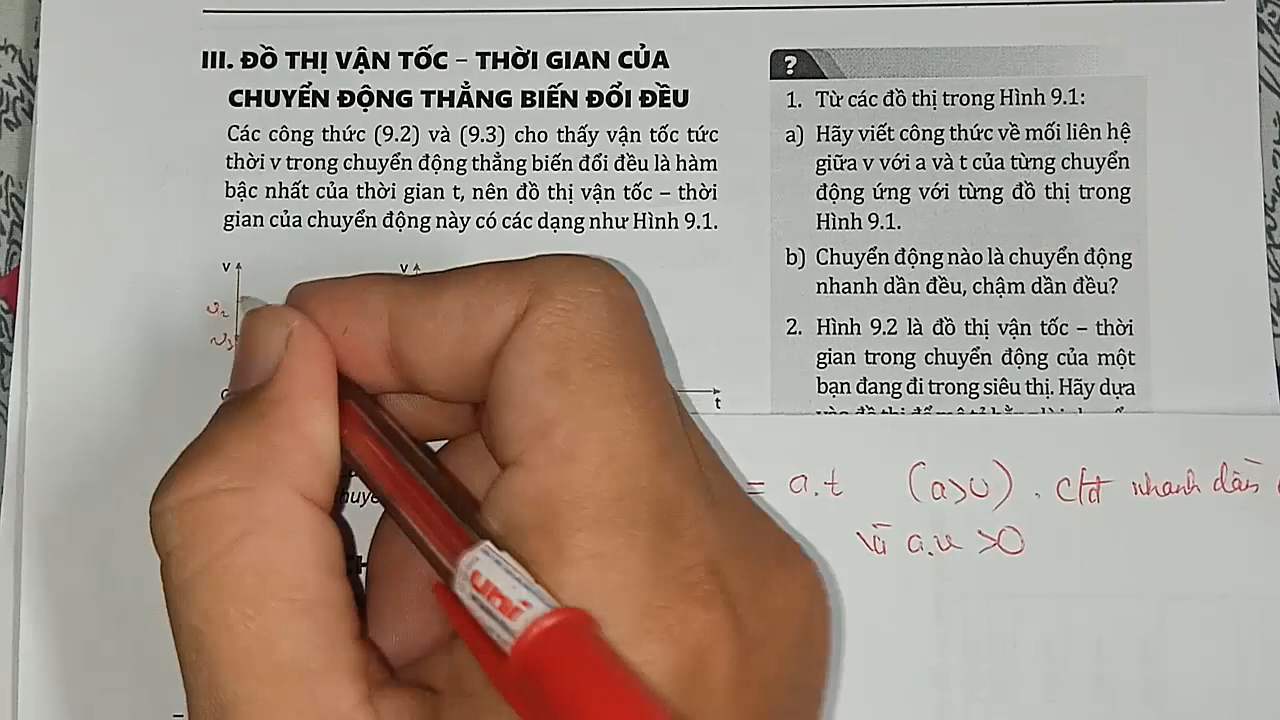 III. ĐỒ THỊ VẬN TỐC – THỜI GIAN CỦA
CHUYỂN ĐỘNG THẲNG BIẾN ĐỔI ĐỀU
Các công thức (9.2) và (9.3) cho thấy vận tốc tức
thời v trong chuyển động thẳng biến đổi đều là hàm
bậc nhất của thời gian t, nên đồ thị vận tốc – thời
gian của chuyển động này có các dạng như Hình 9.1.
v
v
v₂
v₁
t
?
1. Từ các đồ thị trong Hình 9.1:
a) Hãy viết công thức về mối liên hệ
giữa v với a và t của từng chuyển
động ứng với từng đồ thị trong
Hình 9.1.
b) Chuyển động nào là chuyển động
nhanh dần đều, chậm dần đều?
2. Hình 9.2 là đồ thị vận tốc – thời
gian trong chuyển động của một
bạn đang đi trong siêu thị. Hãy dựa
= a.t (a>0). CĐ nhanh dần
vì a.v >0
uni